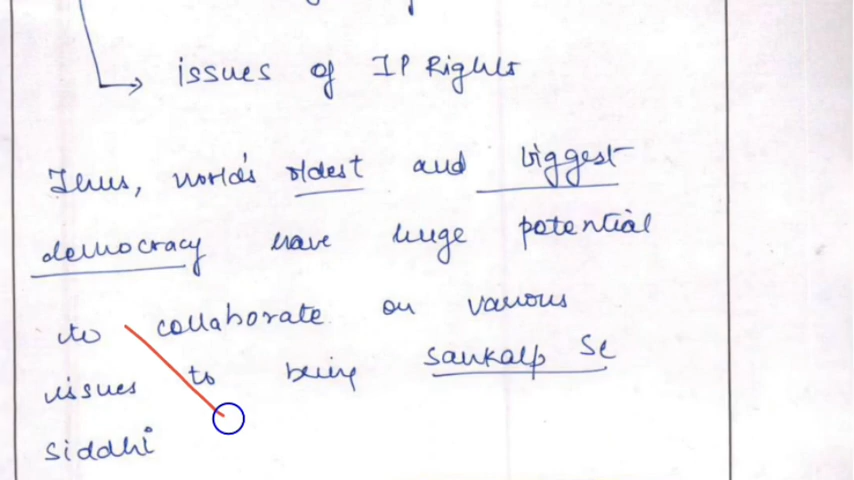 issues of IP Rights
Thus, world's oldest and biggest
democracy have huge potential
to collaborate on various
issues to being sankalp Se
siddhi